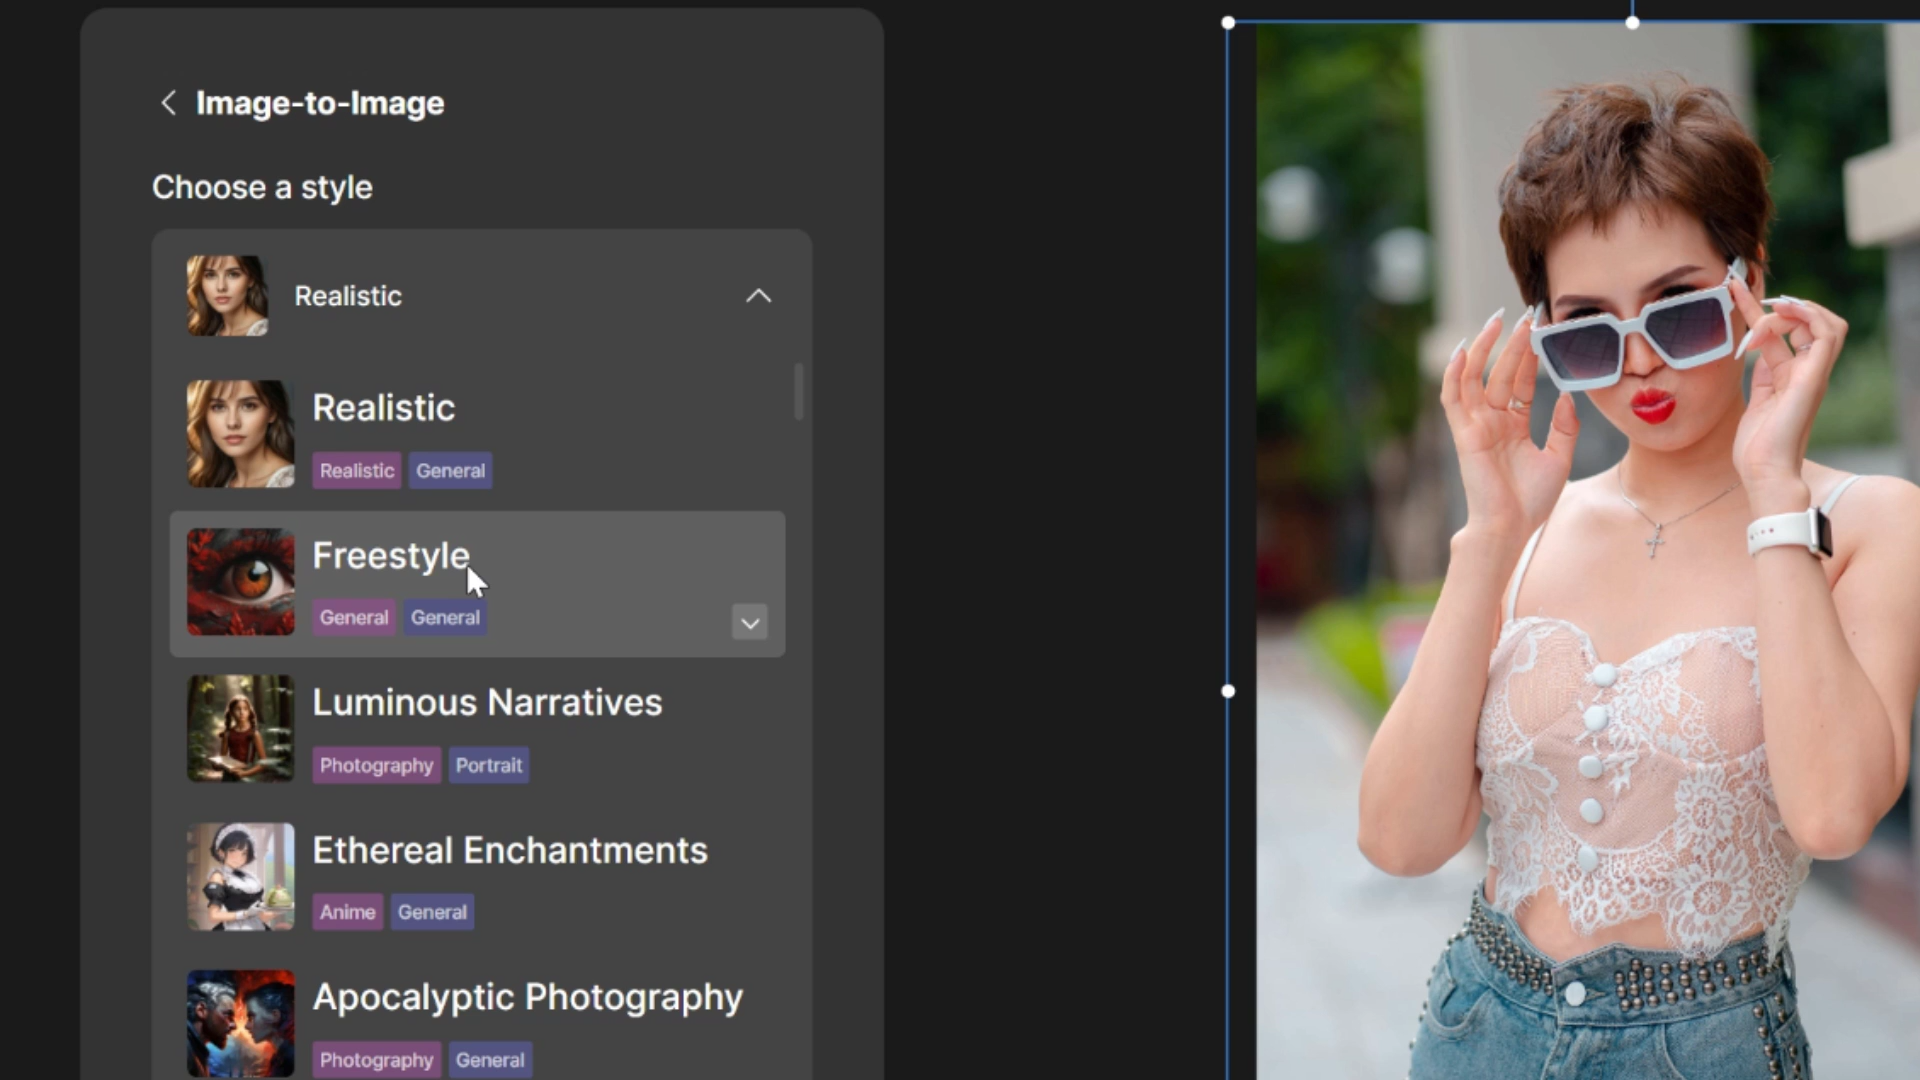 Image-to-Image
Choose a style
Realistic
Realistic
Realistic General
Freestyle
General General
Luminous Narratives
Photography Portrait
Ethereal Enchantments
Anime General
Apocalyptic Photography
Photography General